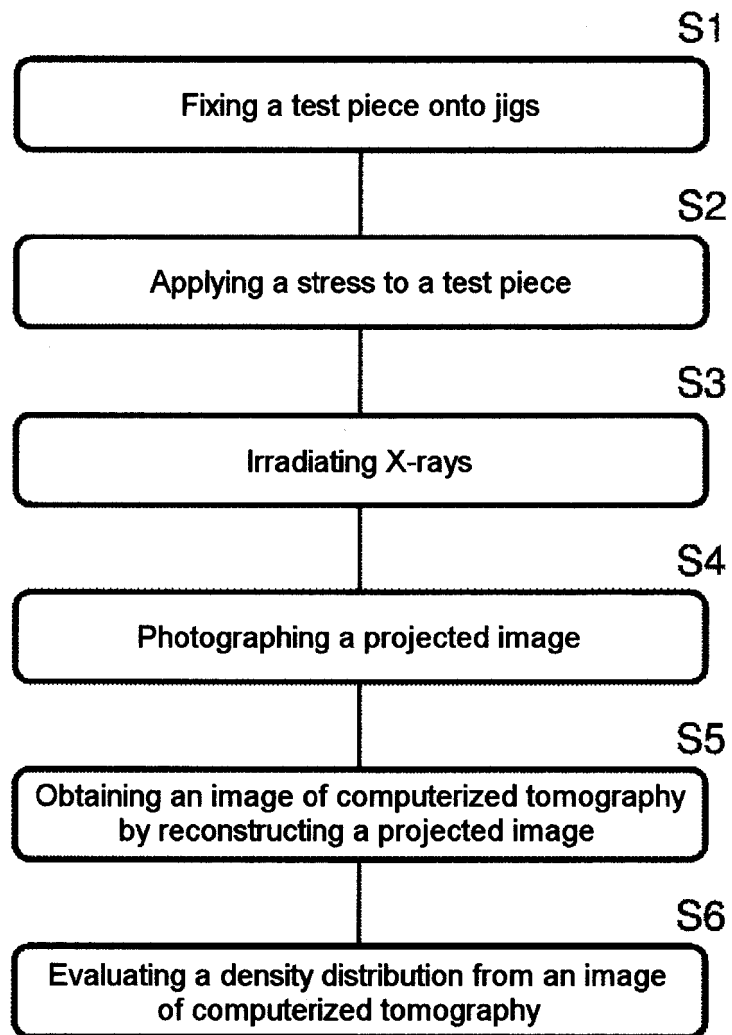 S1
Fixing a test piece onto jigs
S2
Applying a stress to a test piece
S3
Irradiating X-rays
S4
Photographing a projected image
S5
Obtaining an image of computerized tomography
by reconstructing a projected image
S6
Evaluating a density distribution from an image
of computerized tomography